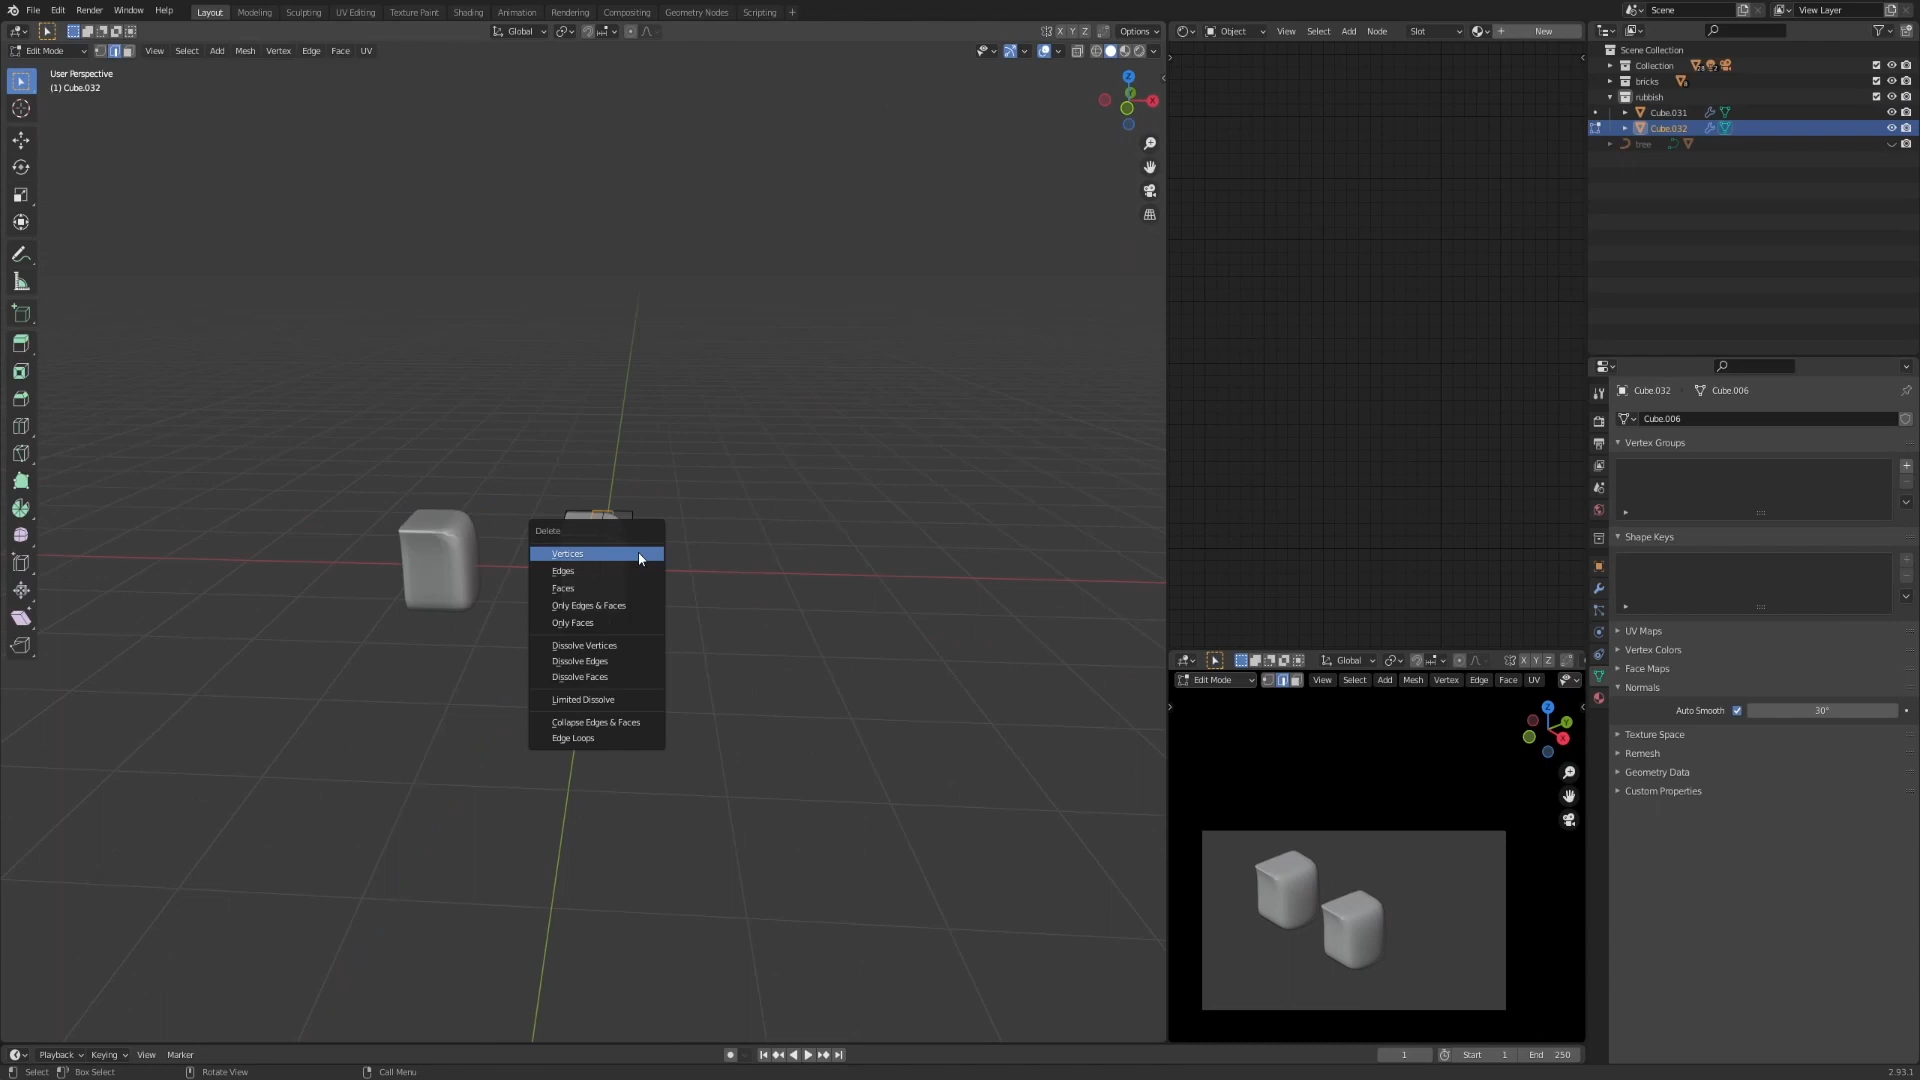 File Edit Render Window Help Layout Modeling Sculpting UV Editing Texture Paint Shading Animation Rendering Compositing Geometry Nodes Scripting + Scene View Layer
Global X Y Z Options
Object View Select Add Node Slot New
Edit Mode View Select Add Mesh Vertex Edge Face UV
User Perspective
(1) Cube.032
Z
X
Y
Scene Collection
Collection 28 2
bricks 8
rubbish
Cube.031
Cube.032
tree
Delete
Vertices
Edges
Faces
Only Edges & Faces
Only Faces
Dissolve Vertices
Dissolve Edges
Dissolve Faces
Limited Dissolve
Collapse Edges & Faces
Edge Loops
Cube.032 Cube.006
Cube.006
Vertex Groups
Shape Keys
UV Maps
Vertex Colors
Face Maps
Normals
Auto Smooth 30°
Texture Space
Remesh
Geometry Data
Custom Properties
Global X Y Z
Edit Mode View Select Add Mesh Vertex Edge Face UV
Z
Y
X
Playback Keying View Marker 1 Start 1 End 250
Select Box Select Rotate View Call Menu 2.93.1